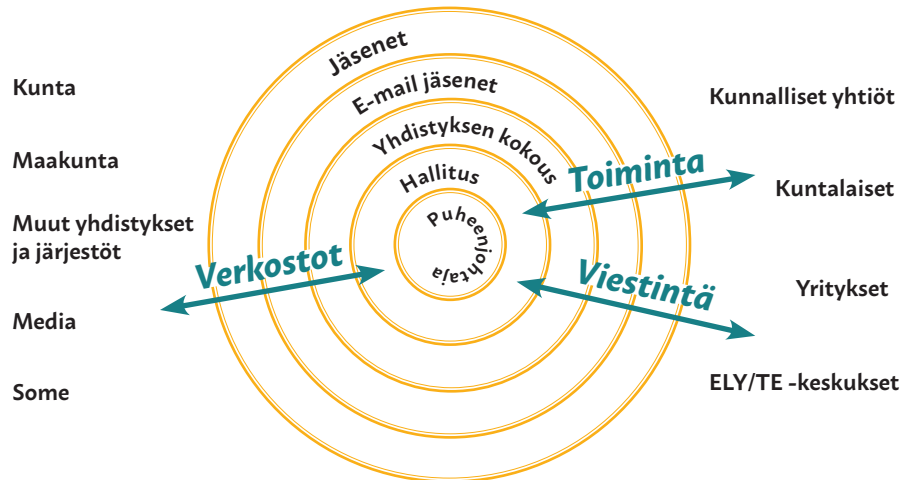 Kunta
Maakunta
Muut yhdistykset
ja järjestöt
Media
Some
Jäsenet
E-mail jäsenet
Yhdistyksen kokous
Hallitus
Puheenjohtaja
Verkostot
Toiminta
Viestintä
Kunnalliset yhtiöt
Kuntalaiset
Yritykset
ELY/TE -keskukset